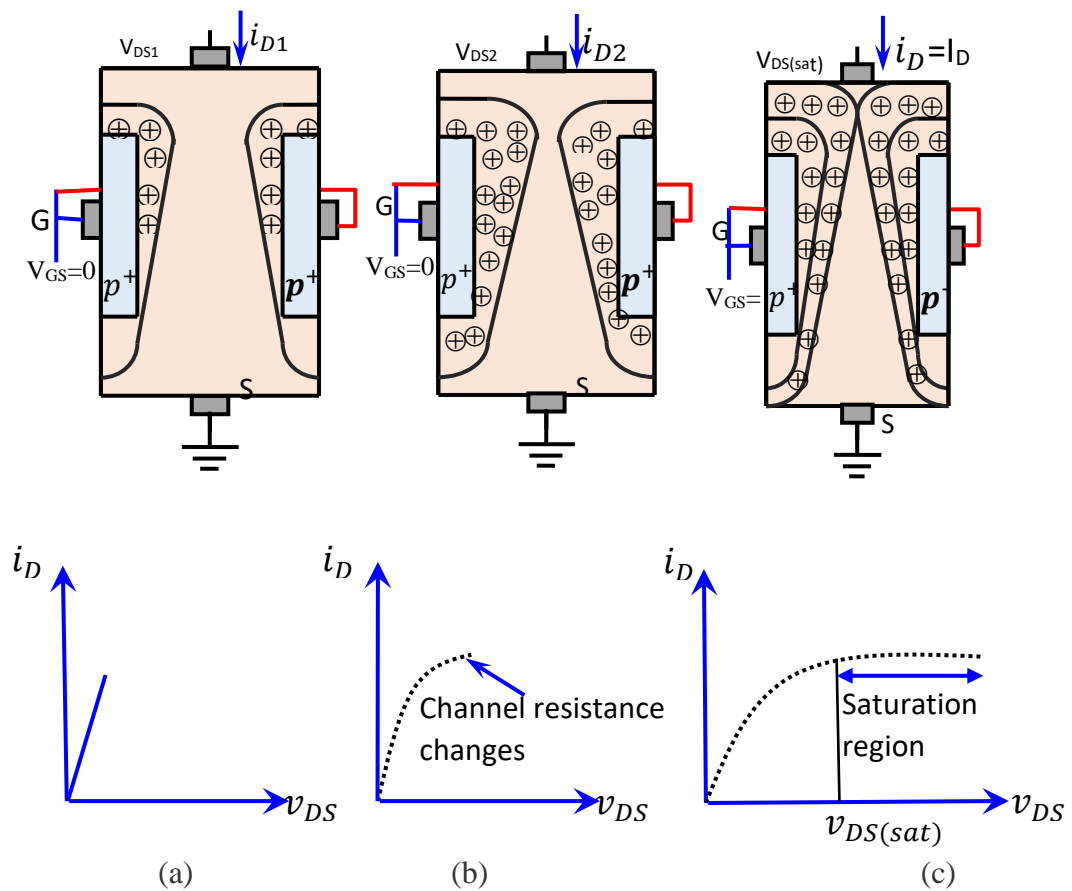 V_DS1
i_D1
G
V_GS=0
p⁺
p⁺
S
V_DS2
i_D2
G
V_GS=0
p⁺
p⁺
S
V_DS(sat)
i_D =I_D
G
V_GS=
p⁺
p
S
i_D
v_DS
(a)
i_D
Channel resistance
changes
v_DS
(b)
i_D
Saturation
region
v_DS(sat)
v_DS
(c)